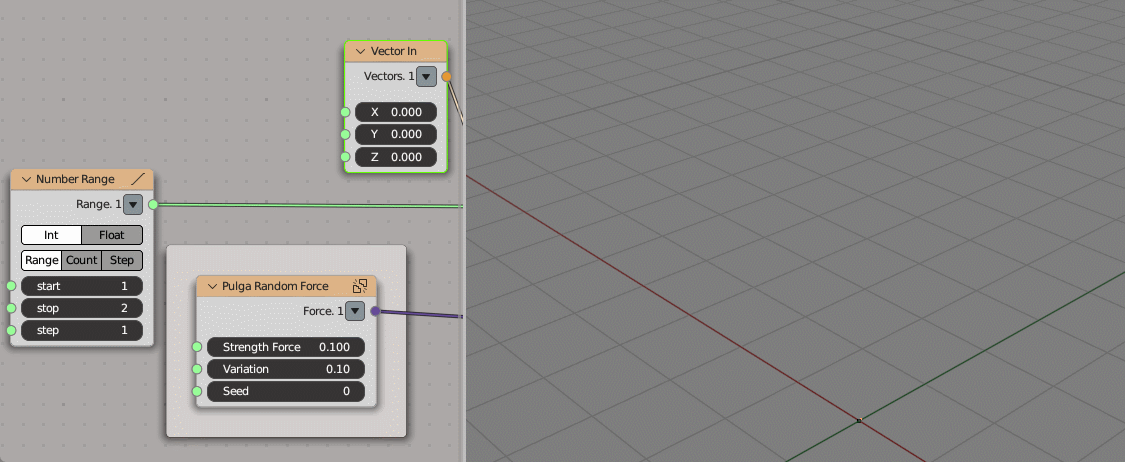 Vector In
Vectors. 1
X 0.000
Y 0.000
Z 0.000
Number Range
Range. 1
Int Float
Range Count Step
start 1
stop 2
step 1
Pulga Random Force
Force. 1
Strength Force 0.100
Variation 0.10
Seed 0